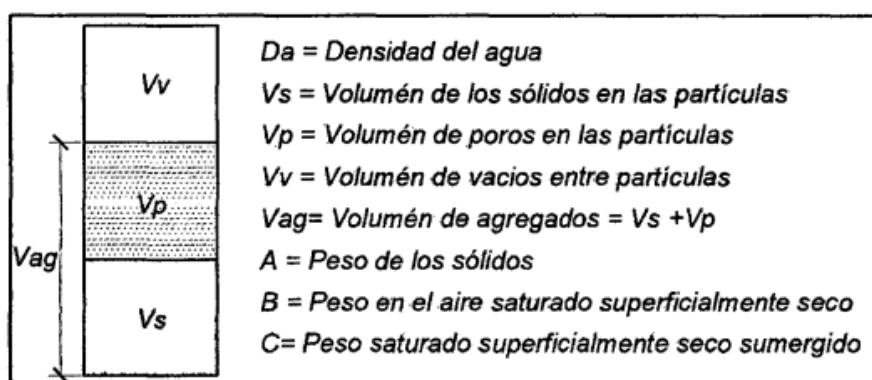 Vv
Vp
Vag
Vs
Da = Densidad del agua
Vs = Volumén de los sólidos en las partículas
Vp = Volumén de poros en las partículas
Vv = Volumén de vacios entre partículas
Vag= Volumén de agregados = Vs +Vp
A = Peso de los sólidos
B = Peso en el aire saturado superficialmente seco
C= Peso saturado superficialmente seco sumergido